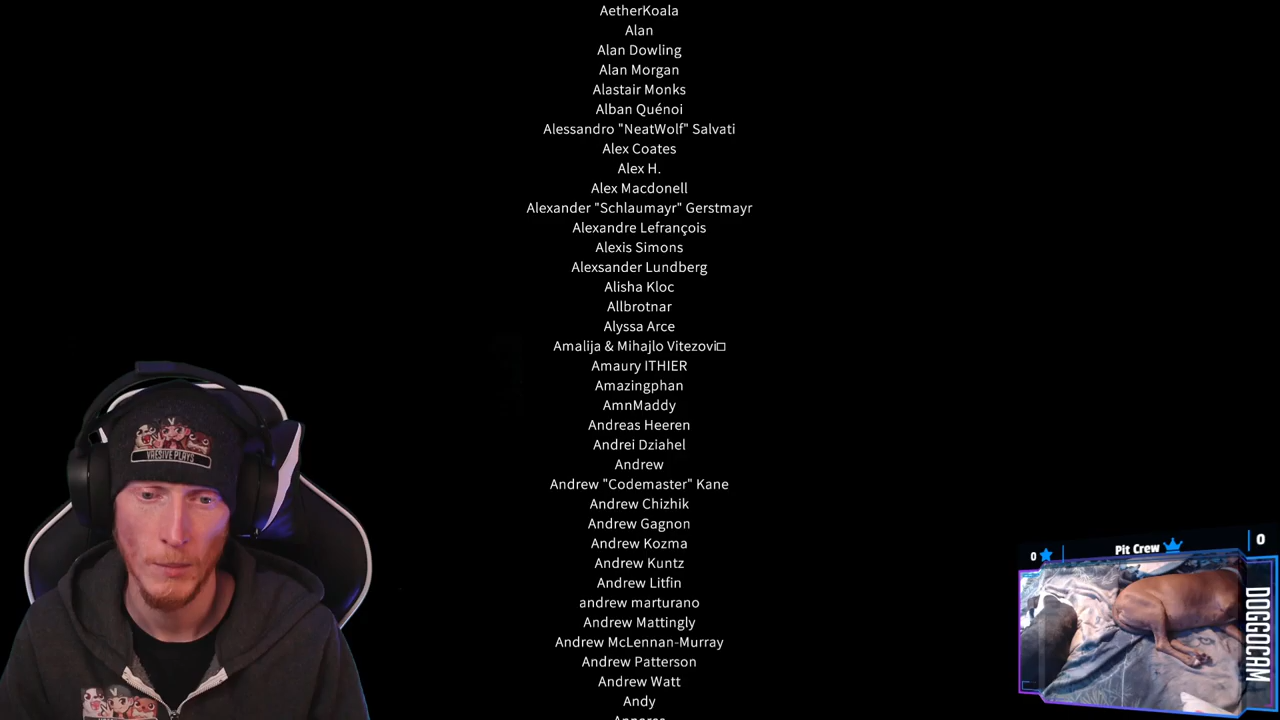 AetherKoala
Alan
Alan Dowling
Alan Morgan
Alastair Monks
Alban Quénoi
Alessandro "NeatWolf" Salvati
Alex Coates
Alex H.
Alex Macdonell
Alexander "Schlaumayr" Gerstmayr
Alexandre Lefrançois
Alexis Simons
Alexsander Lundberg
Alisha Kloc
Allbrotnar
Alyssa Arce
Amalija & Mihajlo Vitezovi□
Amaury ITHIER
Amazingphan
AmnMaddy
Andreas Heeren
Andrei Dziahel
Andrew
Andrew "Codemaster" Kane
Andrew Chizhik
Andrew Gagnon
Andrew Kozma
Andrew Kuntz
Andrew Litfin
andrew marturano
Andrew Mattingly
Andrew McLennan-Murray
Andrew Patterson
Andrew Watt
Andy
VAESIVE PLAYS
0
Pit Crew
0
DOGGOCAM